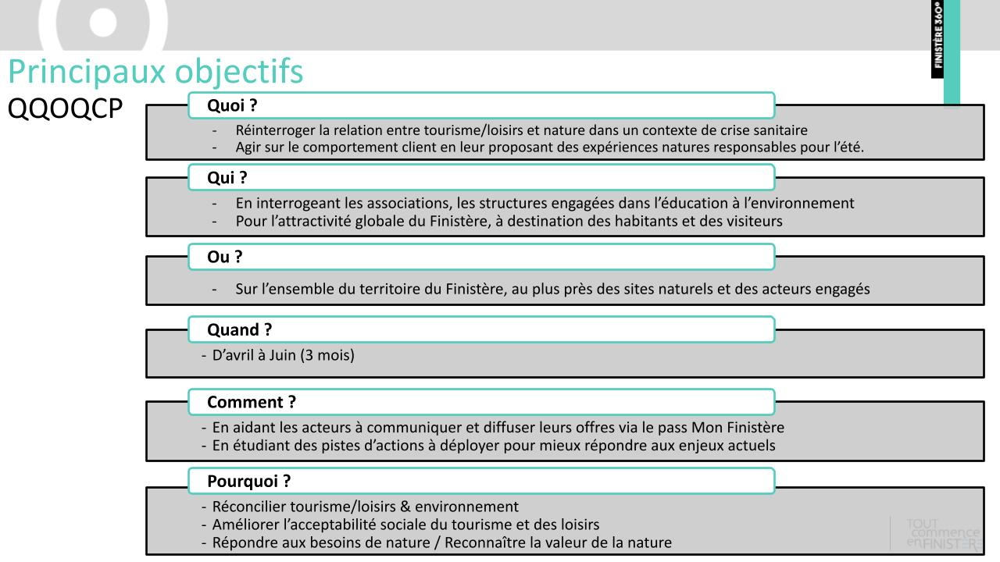 FINISTÈRE 360°
Principaux objectifs
QQOQCP
Quoi ?
- Réinterroger la relation entre tourisme/loisirs et nature dans un contexte de crise sanitaire
- Agir sur le comportement client en leur proposant des expériences natures responsables pour l’été.
Qui ?
- En interrogeant les associations, les structures engagées dans l’éducation à l’environnement
- Pour l’attractivité globale du Finistère, à destination des habitants et des visiteurs
Ou ?
- Sur l’ensemble du territoire du Finistère, au plus près des sites naturels et des acteurs engagés
Quand ?
- D’avril à Juin (3 mois)
Comment ?
- En aidant les acteurs à communiquer et diffuser leurs offres via le pass Mon Finistère
- En étudiant des pistes d’actions à déployer pour mieux répondre aux enjeux actuels
Pourquoi ?
- Réconcilier tourisme/loisirs & environnement
- Améliorer l’acceptabilité sociale du tourisme et des loisirs
- Répondre aux besoins de nature / Reconnaître la valeur de la nature
TOUT
commence
en FINISTÈRE